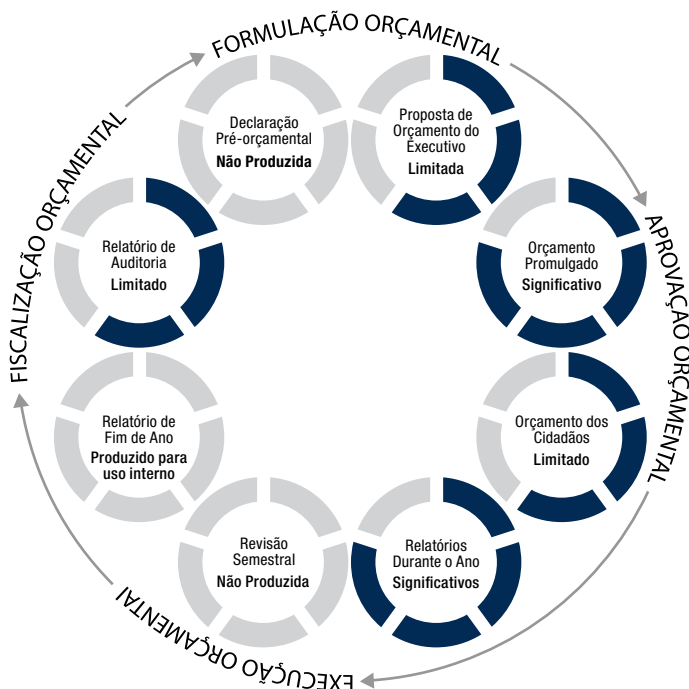 FORMULAÇÃO ORÇAMENTAL
Declaração
Pré-orçamental
Não Produzida
Proposta de
Orçamento do
Executivo
Limitada
APROVAÇAO ORÇAMENTAL
Orçamento
Promulgado
Significativo
Orçamento dos
Cidadãos
Limitado
Relatórios
Durante o Ano
Significativos
EXECUÇÃO ORÇAMENTAL
Revisão
Semestral
Não Produzida
Relatório de
Fim de Ano
Produzido para
uso interno
FISCALIZAÇÃO ORÇAMENTAL
Relatório de
Auditoria
Limitado